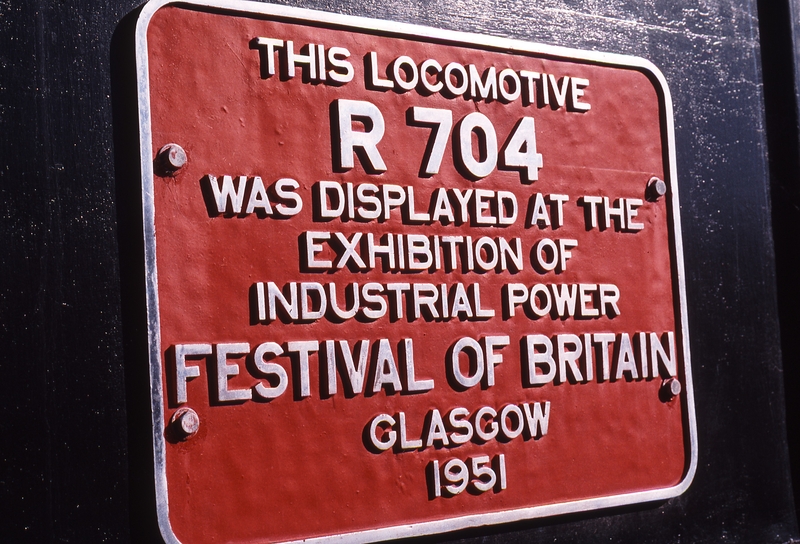 THIS LOCOMOTIVE
R 704
WAS DISPLAYED AT THE
EXHIBITION OF
INDUSTRIAL POWER
FESTIVAL OF BRITAIN
GLASGOW
1951